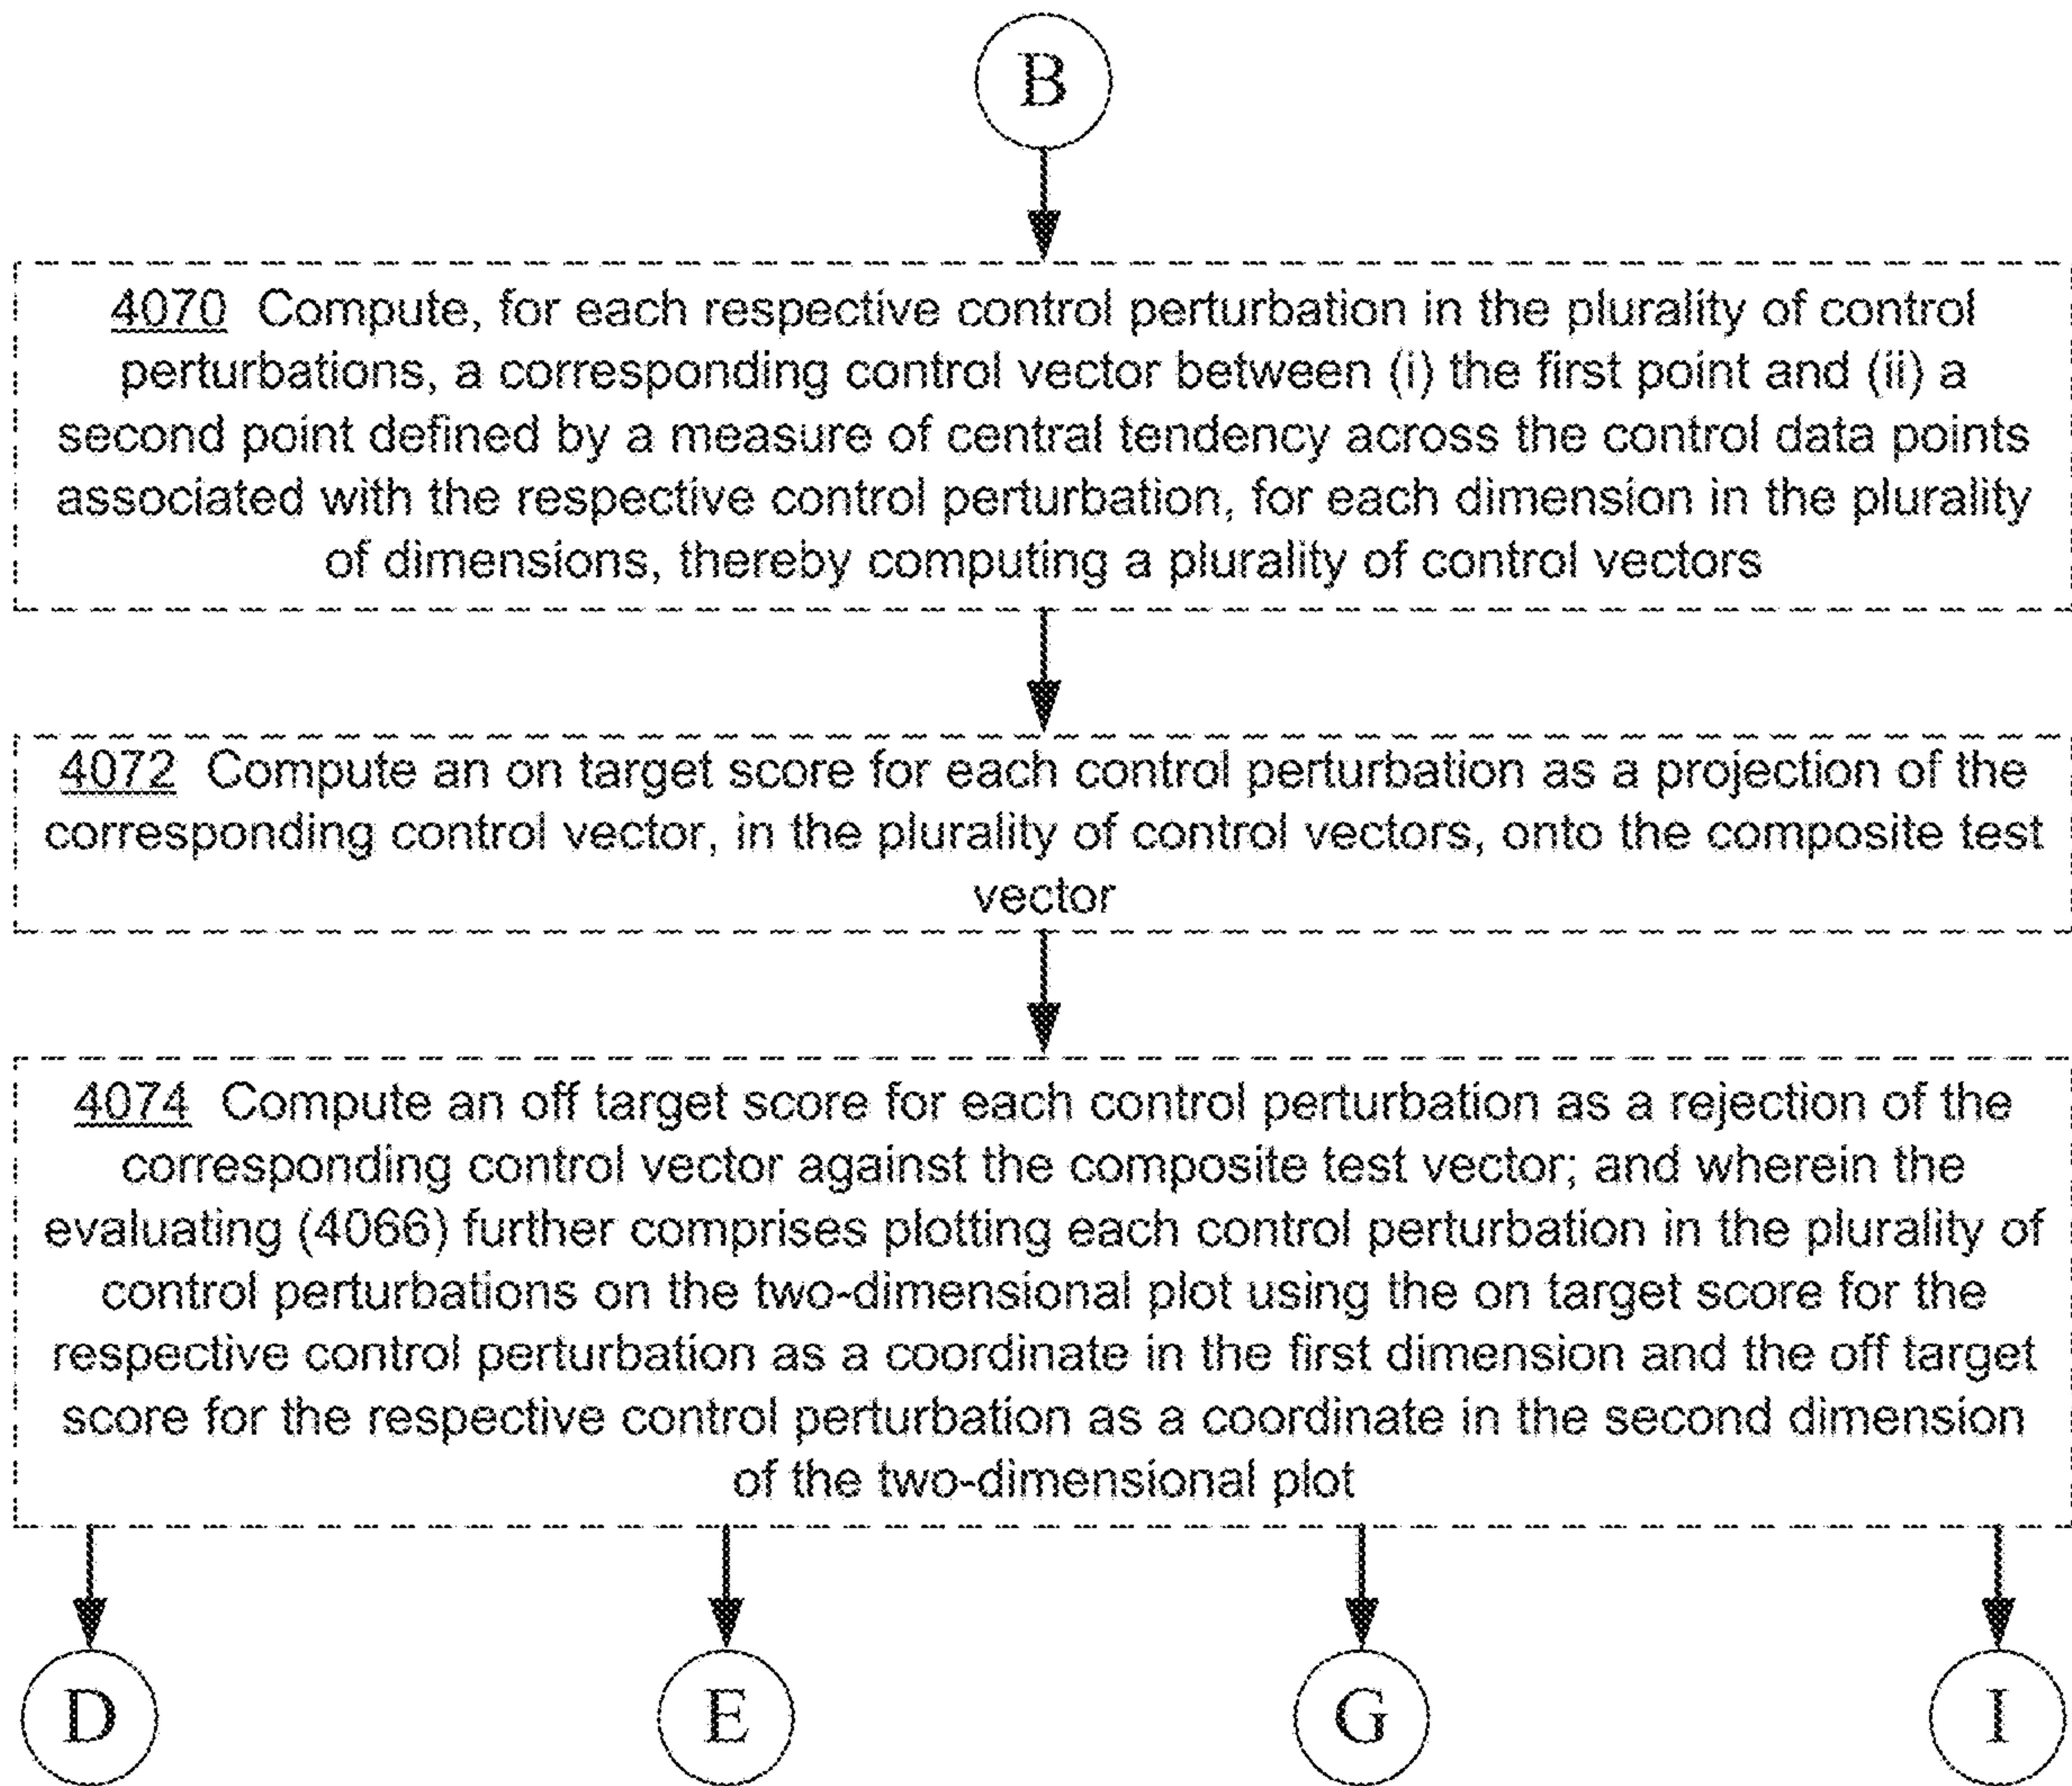 B
4070 Compute, for each respective control perturbation in the plurality of control
perturbations, a corresponding control vector between (i) the first point and (ii) a
second point defined by a measure of central tendency across the control data points
associated with the respective control perturbation, for each dimension in the plurality
of dimensions, thereby computing a plurality of control vectors
4072 Compute an on target score for each control perturbation as a projection of the
corresponding control vector, in the plurality of control vectors, onto the composite test
vector
4074 Compute an off target score for each control perturbation as a rejection of the
corresponding control vector against the composite test vector; and wherein the
evaluating (4066) further comprises plotting each control perturbation in the plurality of
control perturbations on the two-dimensional plot using the on target score for the
respective control perturbation as a coordinate in the first dimension and the off target
score for the respective control perturbation as a coordinate in the second dimension
of the two-dimensional plot
D E G I